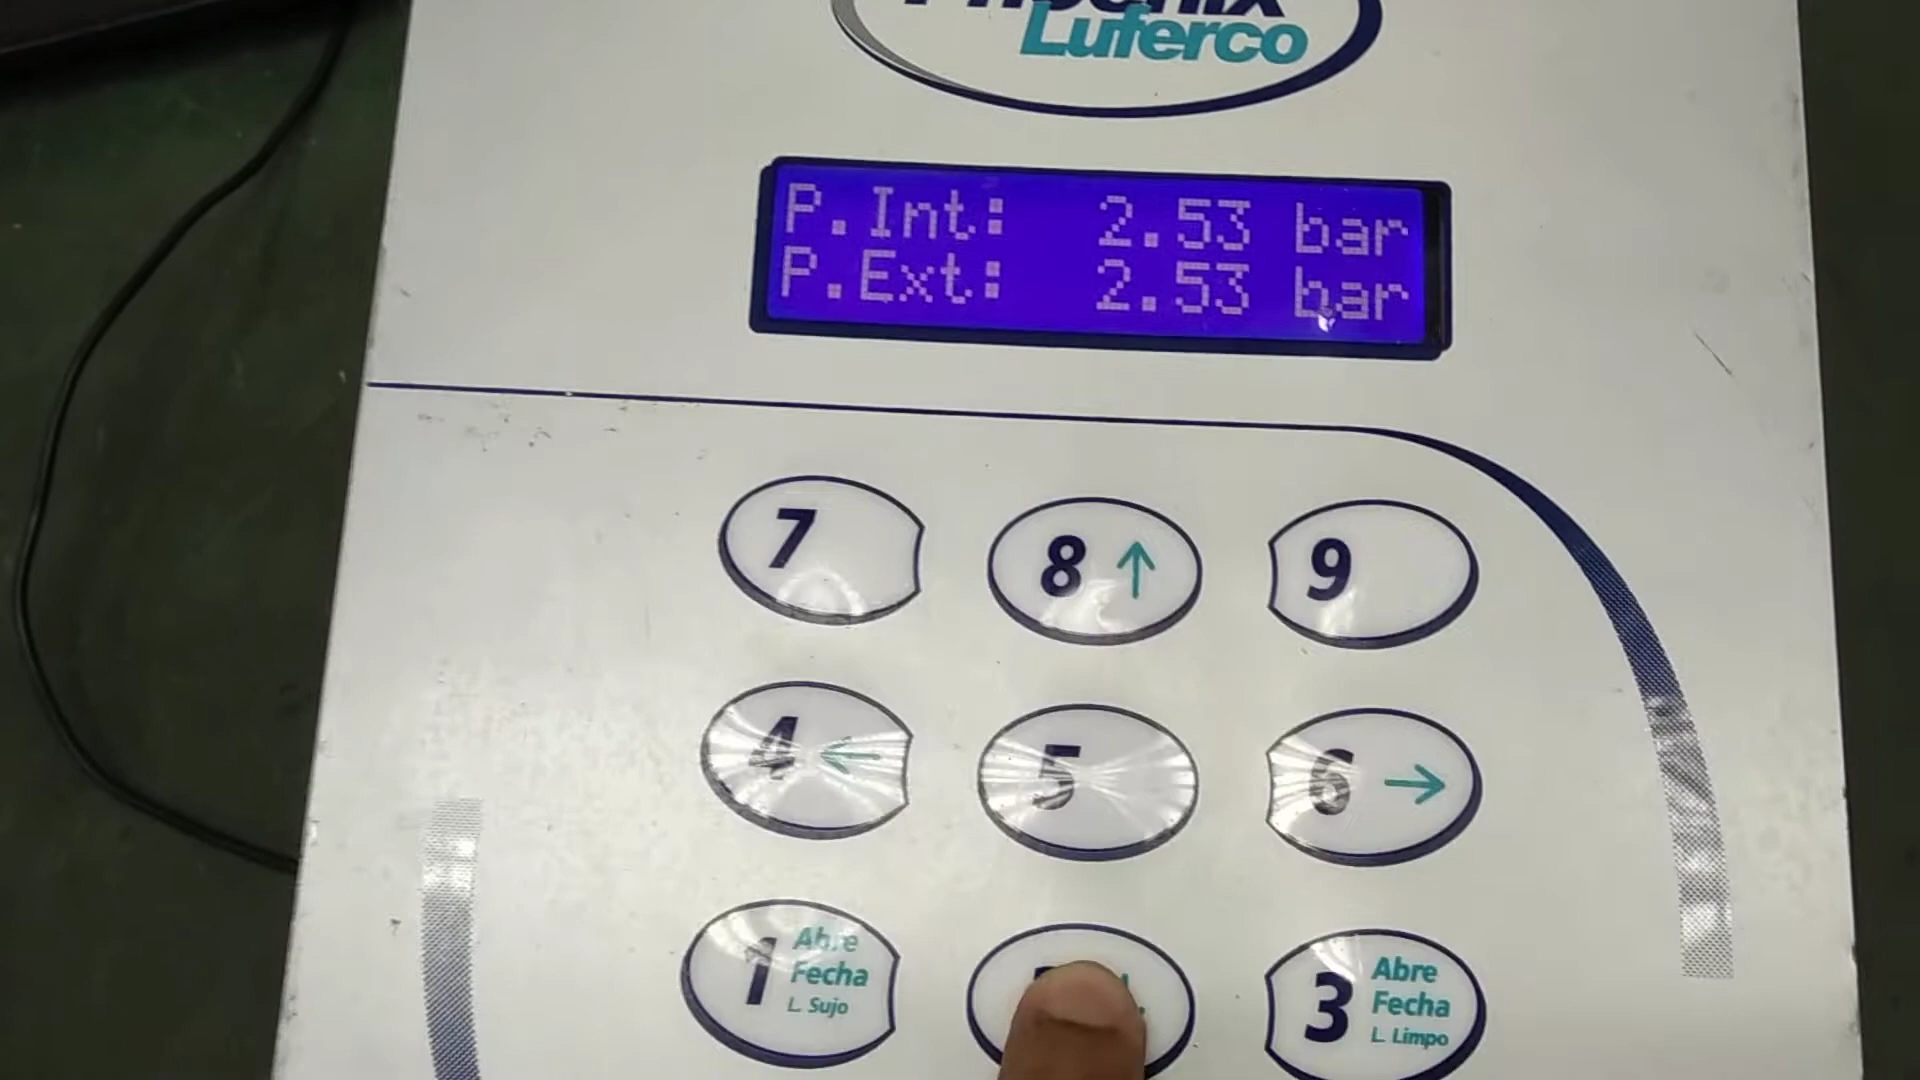 Phoenix
Luferco
P.Int: 2.53 bar
P.Ext: 2.53 bar
7
8 ↑
9
4 ←
5
6 →
1 Abre
Fecha
L. Sujo
3 Abre
Fecha
L. Limpo